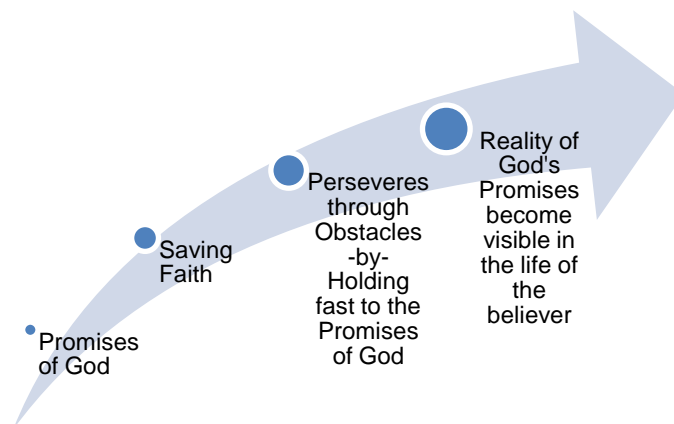 Promises
of God
Saving
Faith
Perseveres
through
Obstacles
-by-
Holding
fast to the
Promises
of God
Reality of
God's
Promises
become
visible in
the life of
the
believer